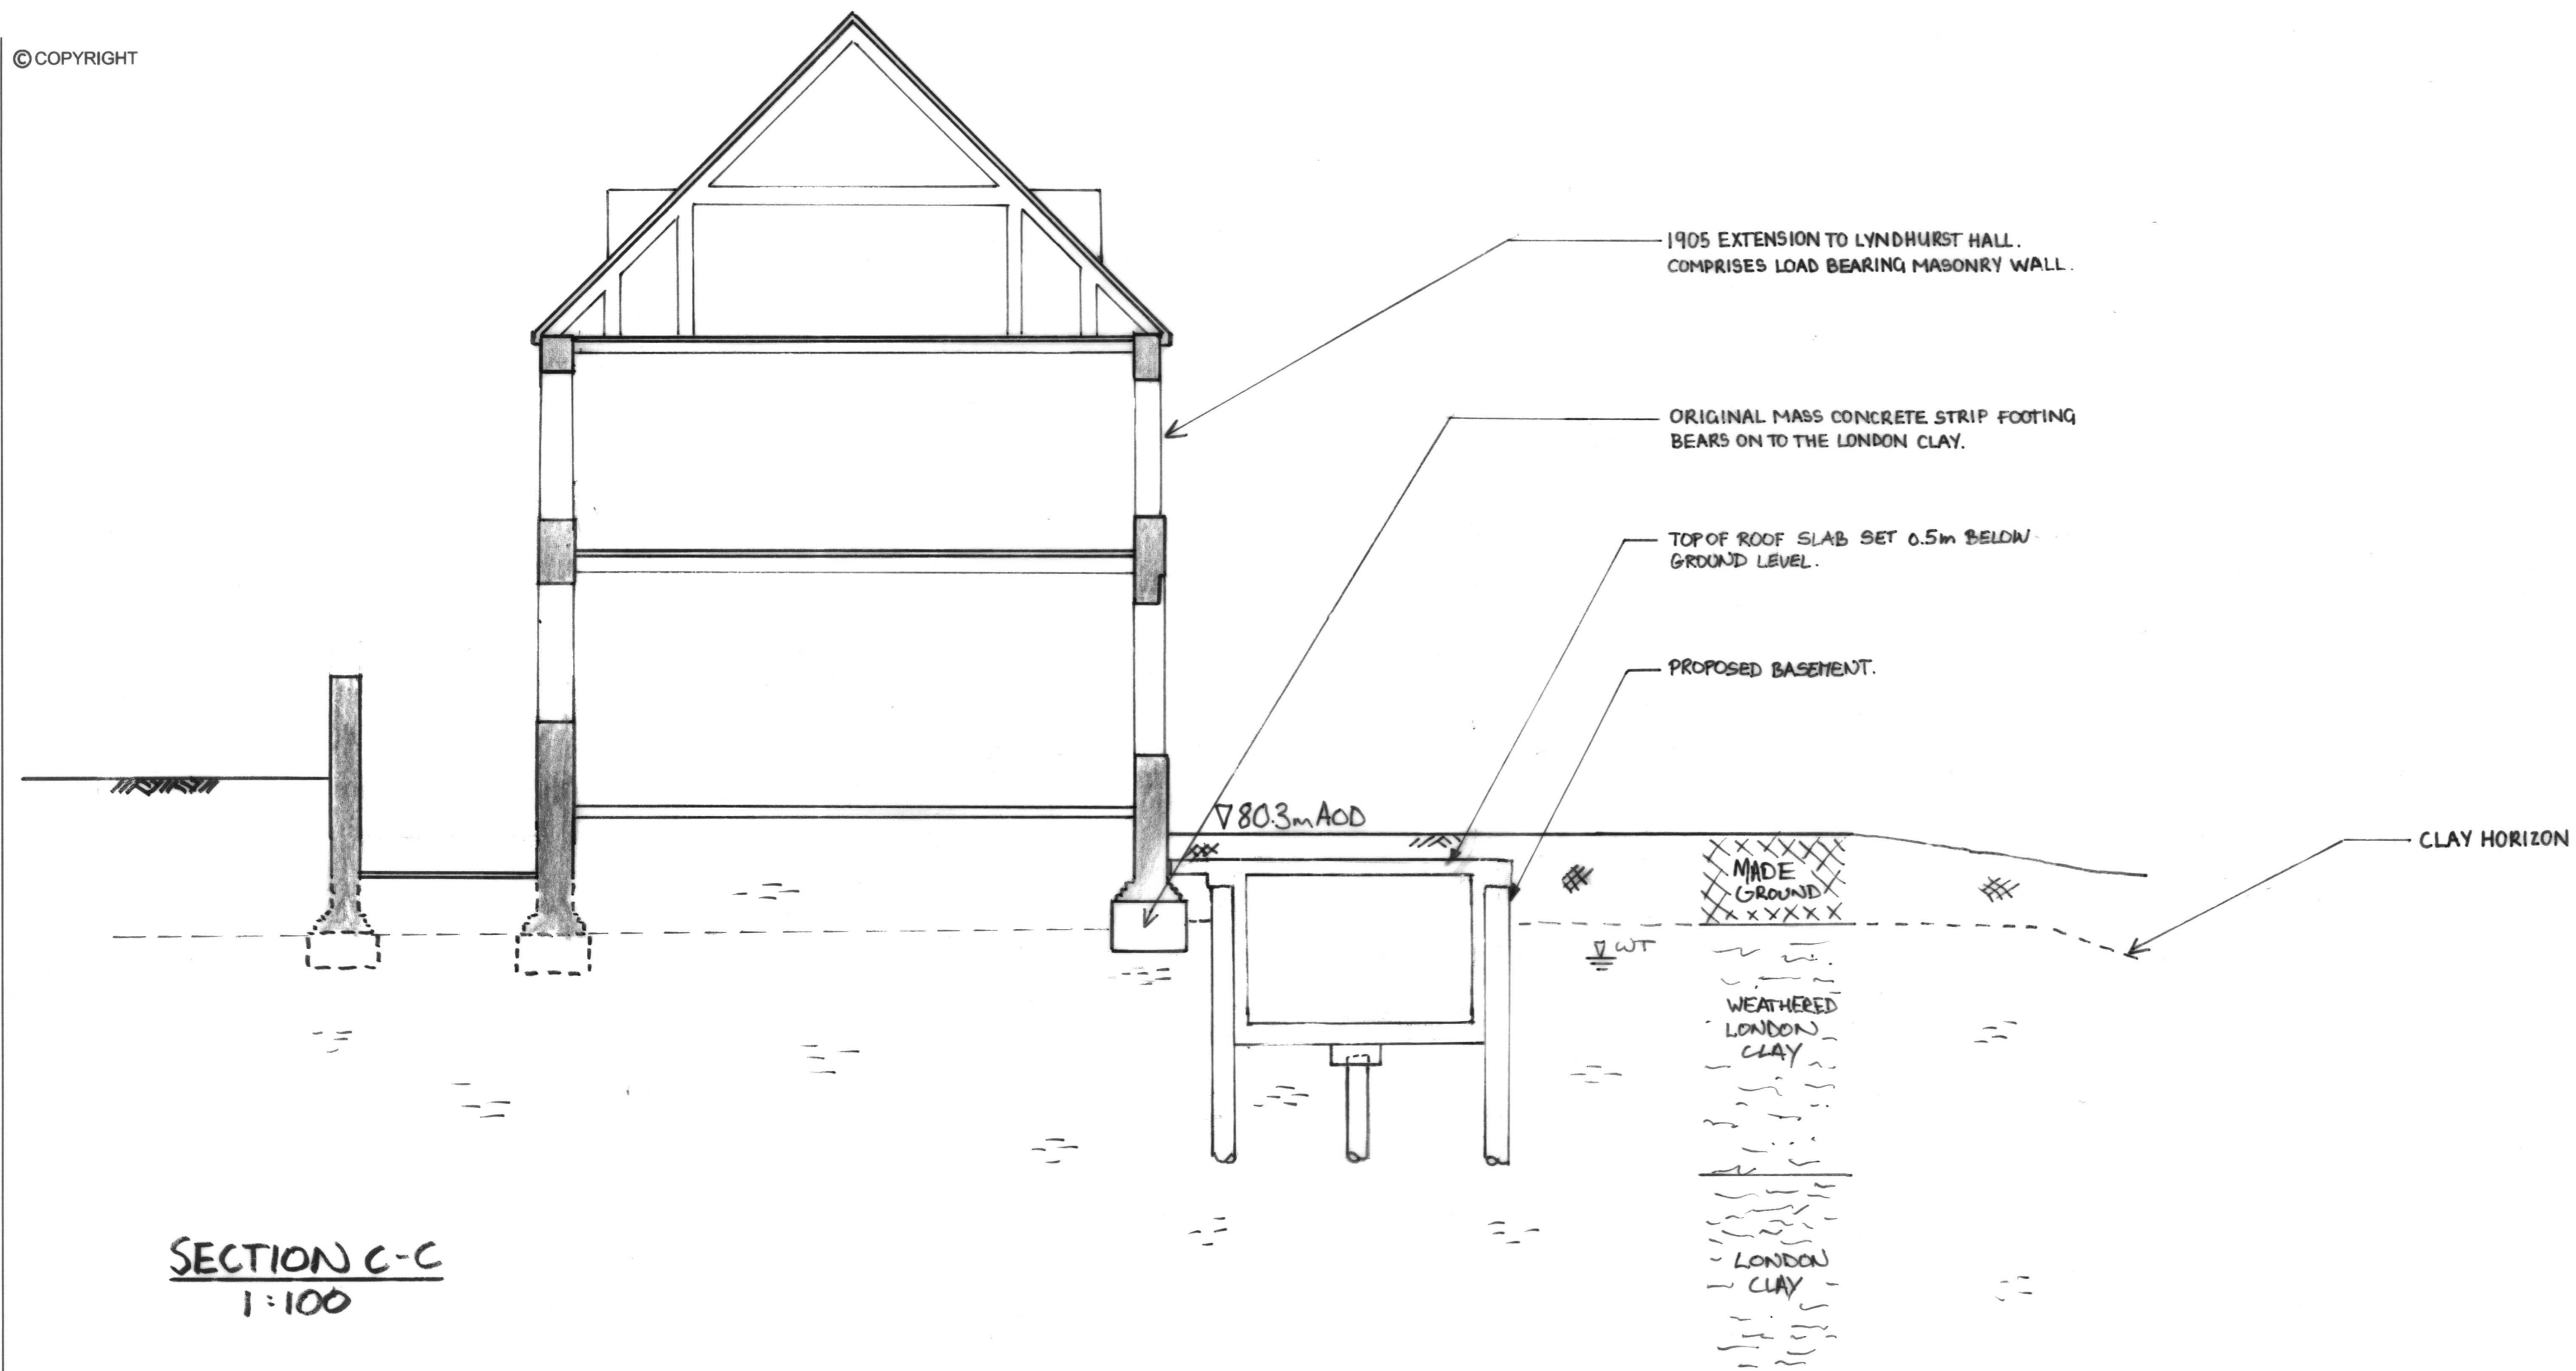 © COPYRIGHT
1905 EXTENSION TO LYNDHURST HALL.
COMPRISES LOAD BEARING MASONRY WALL.
ORIGINAL MASS CONCRETE STRIP FOOTING
BEARS ON TO THE LONDON CLAY.
TOP OF ROOF SLAB SET 0.5m BELOW
GROUND LEVEL.
PROPOSED BASEMENT.
80.3m AOD
CLAY HORIZON
MADE
GROUND
WT
WEATHERED
LONDON
CLAY
LONDON
CLAY
SECTION C-C
1:100